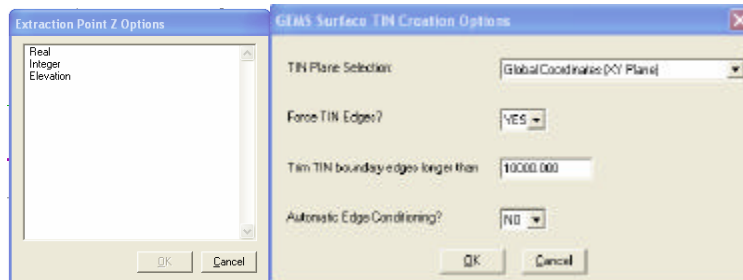 Extraction Point Z Options
Real
Integer
Elevation
OK
Cancel
GEMS Surface TIN Creation Options
TIN Plane Selection:
Global Coordinates (XY Plane)
Force TIN Edges?
YES
Trim TIN boundary edges longer than
10000.000
Automatic Edge Conditioning?
NO
OK
Cancel